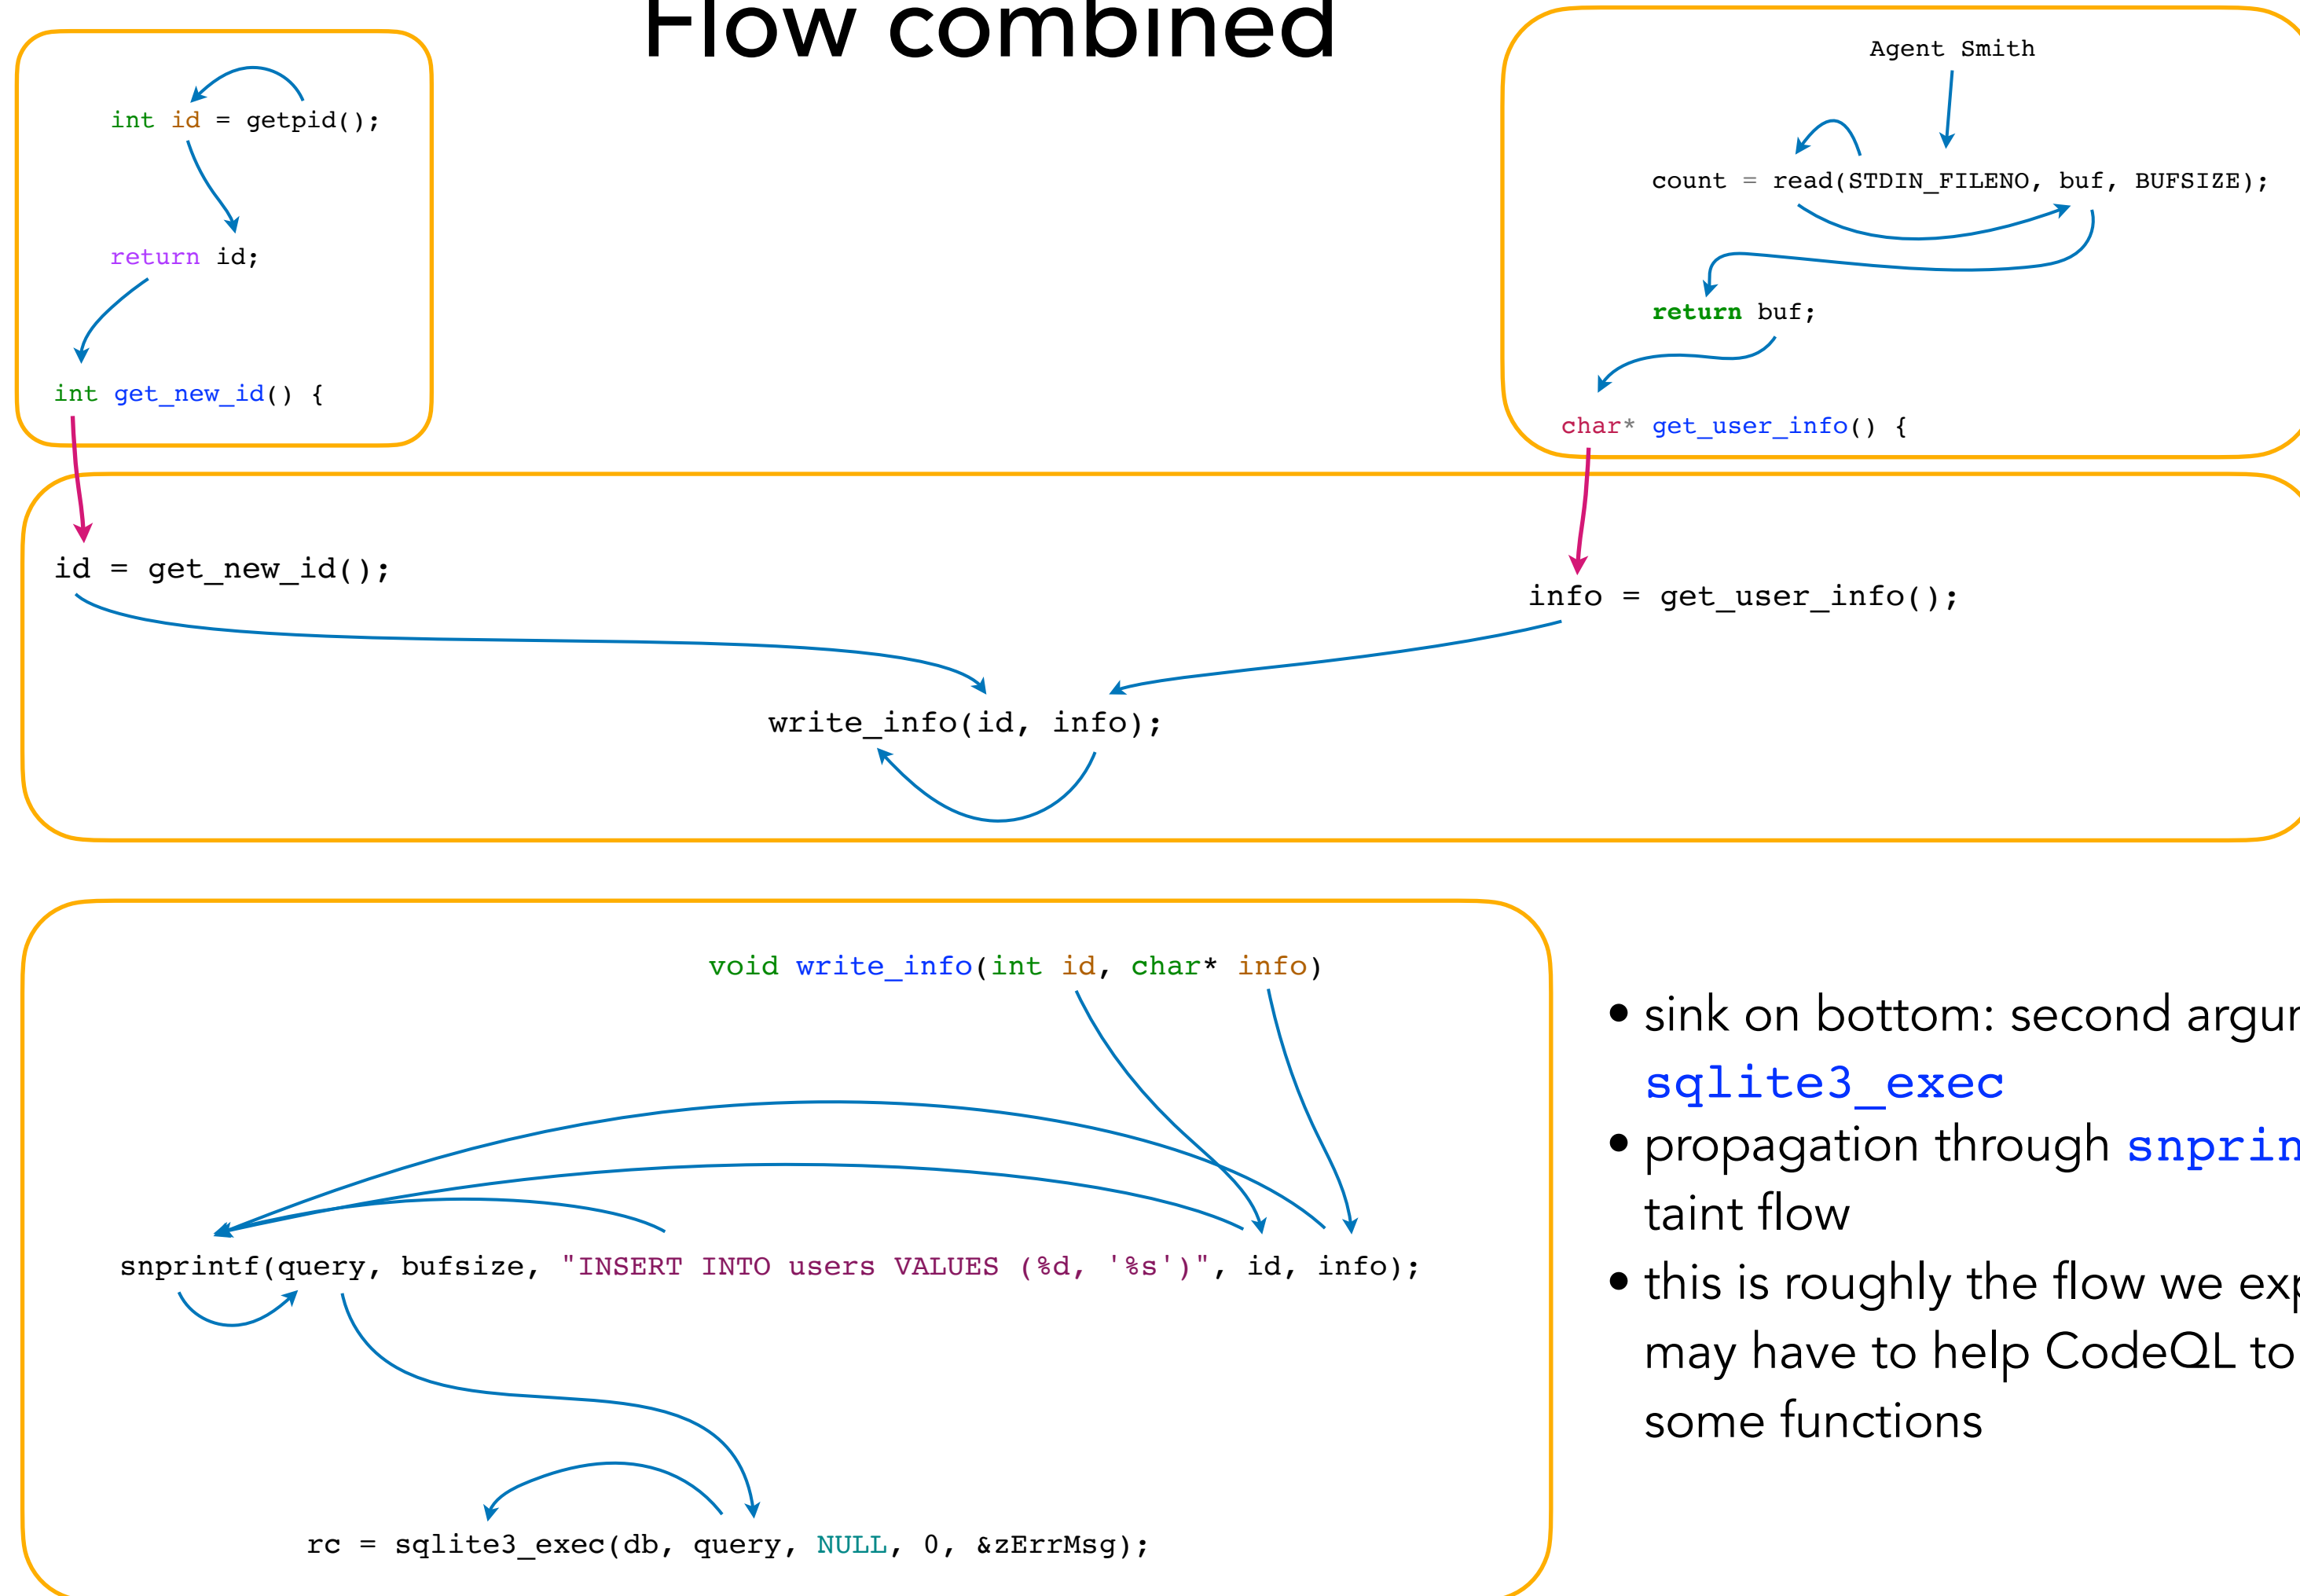 Flow combined
int id = getpid();
return id;
int get_new_id() {
Agent Smith
count = read(STDIN_FILENO, buf, BUFSIZE);
return buf;
char* get_user_info() {
id = get_new_id();
info = get_user_info();
write_info(id, info);
void write_info(int id, char* info)
snprintf(query, bufsize, "INSERT INTO users VALUES (%d, '%s')", id, info);
rc = sqlite3_exec(db, query, NULL, 0, &zErrMsg);
• sink on bottom: second
sqlite3_exec
• propagation through
taint flow
• this is roughly the flow we
may have to help CodeQL to
some functions